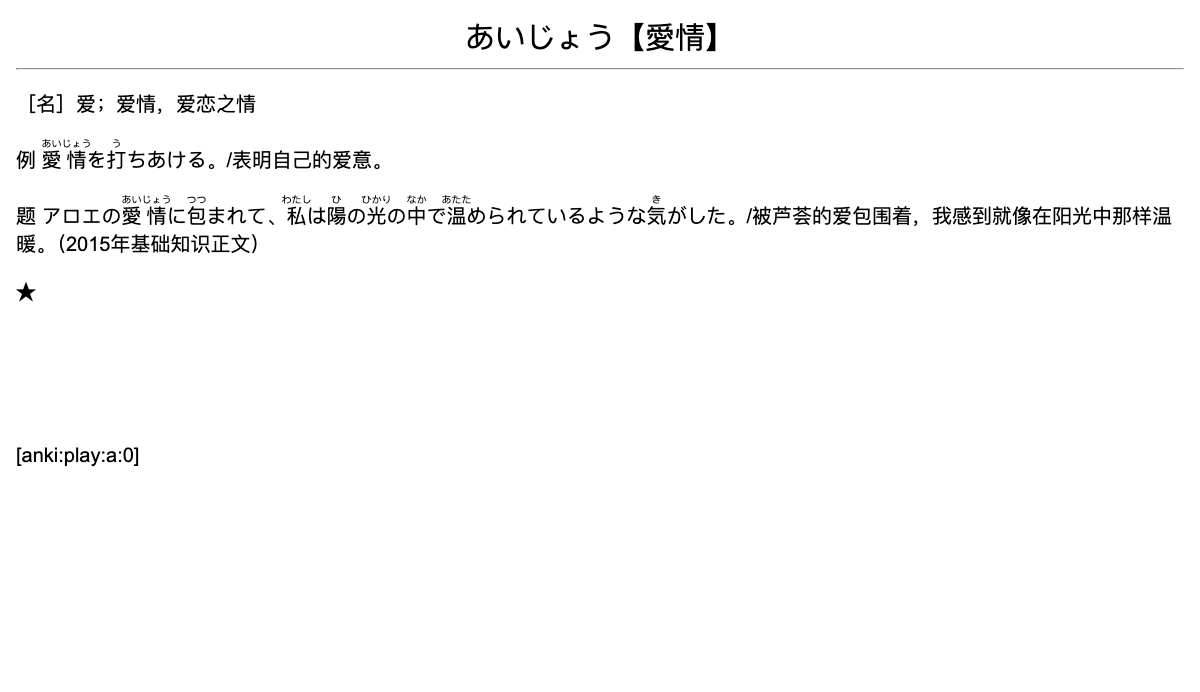 あいじょう【愛情】
［名］爱；爱情，爱恋之情
あいじょう う
例 愛情を打ちあける。/表明自己的爱意。
あいじょう つつ わたし ひ ひかり なか あたた き
题 アロエの愛情に包まれて、私は陽の光の中で温められているような気がした。/被芦荟的爱包围着，我感到就像在阳光中那样温
暖。（2015年基础知识正文）
★
[anki:play:a:0]